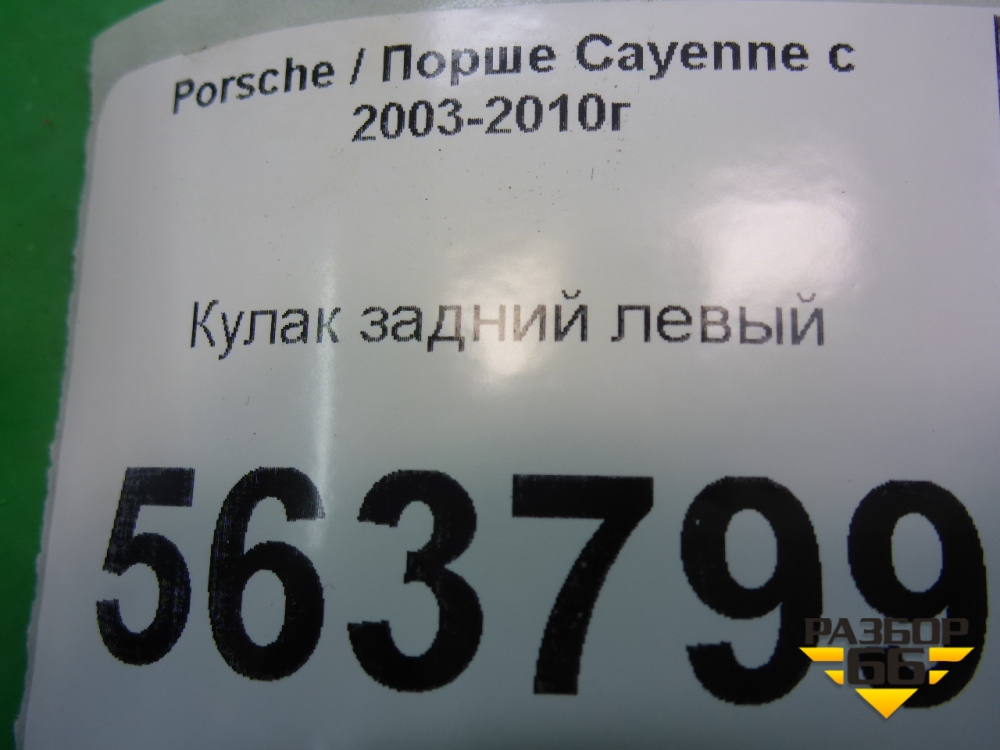 Porsche / Порше Cayenne с
2003-2010г
Кулак задний левый
563799
РАЗБОР
66